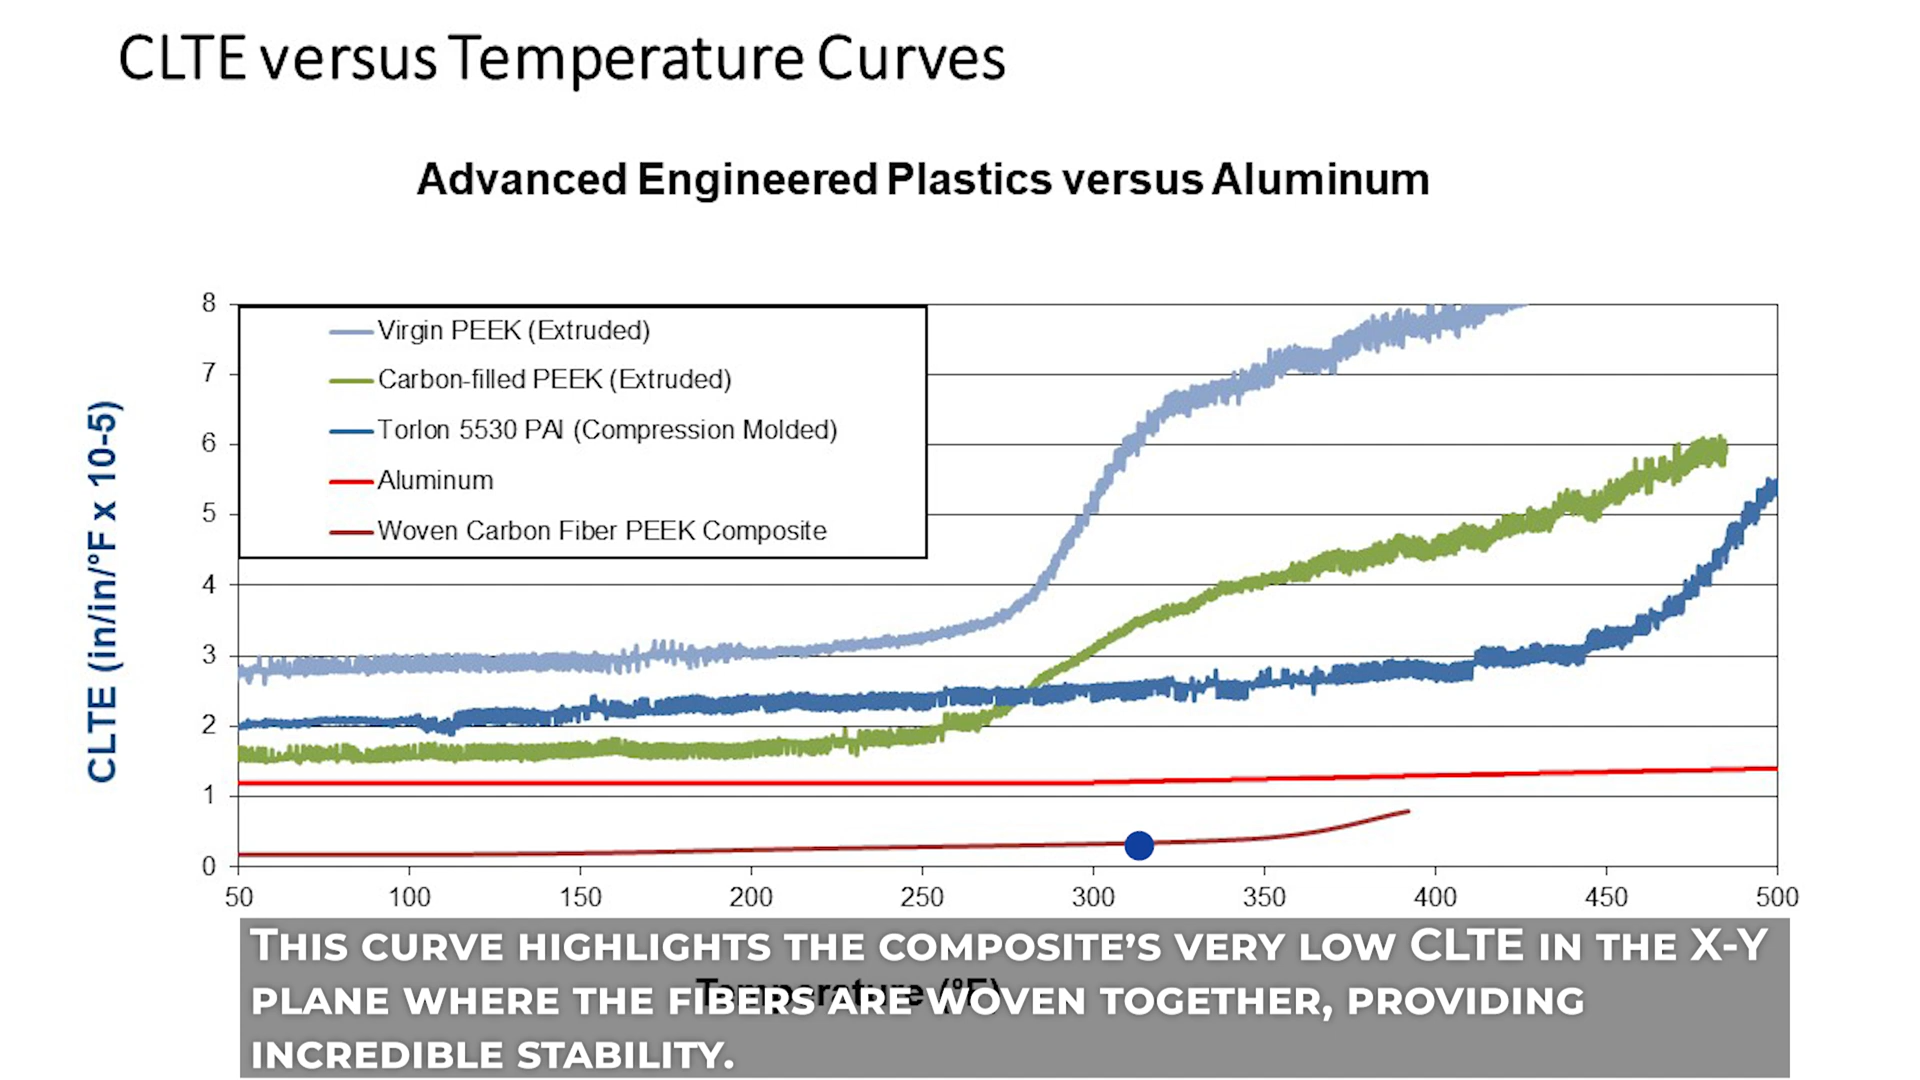 CLTE versus Temperature Curves
Advanced Engineered Plastics versus Aluminum
CLTE (in/in/°F x 10-5)
8
7
6
5
4
3
2
1
0
Virgin PEEK (Extruded)
Carbon-filled PEEK (Extruded)
Torlon 5530 PAI (Compression Molded)
Aluminum
Woven Carbon Fiber PEEK Composite
50 100 150 200 250 300 350 400 450 500
Temperature (°F)
THIS CURVE HIGHLIGHTS THE COMPOSITE’S VERY LOW CLTE IN THE X-Y
PLANE WHERE THE FIBERS ARE WOVEN TOGETHER, PROVIDING
INCREDIBLE STABILITY.